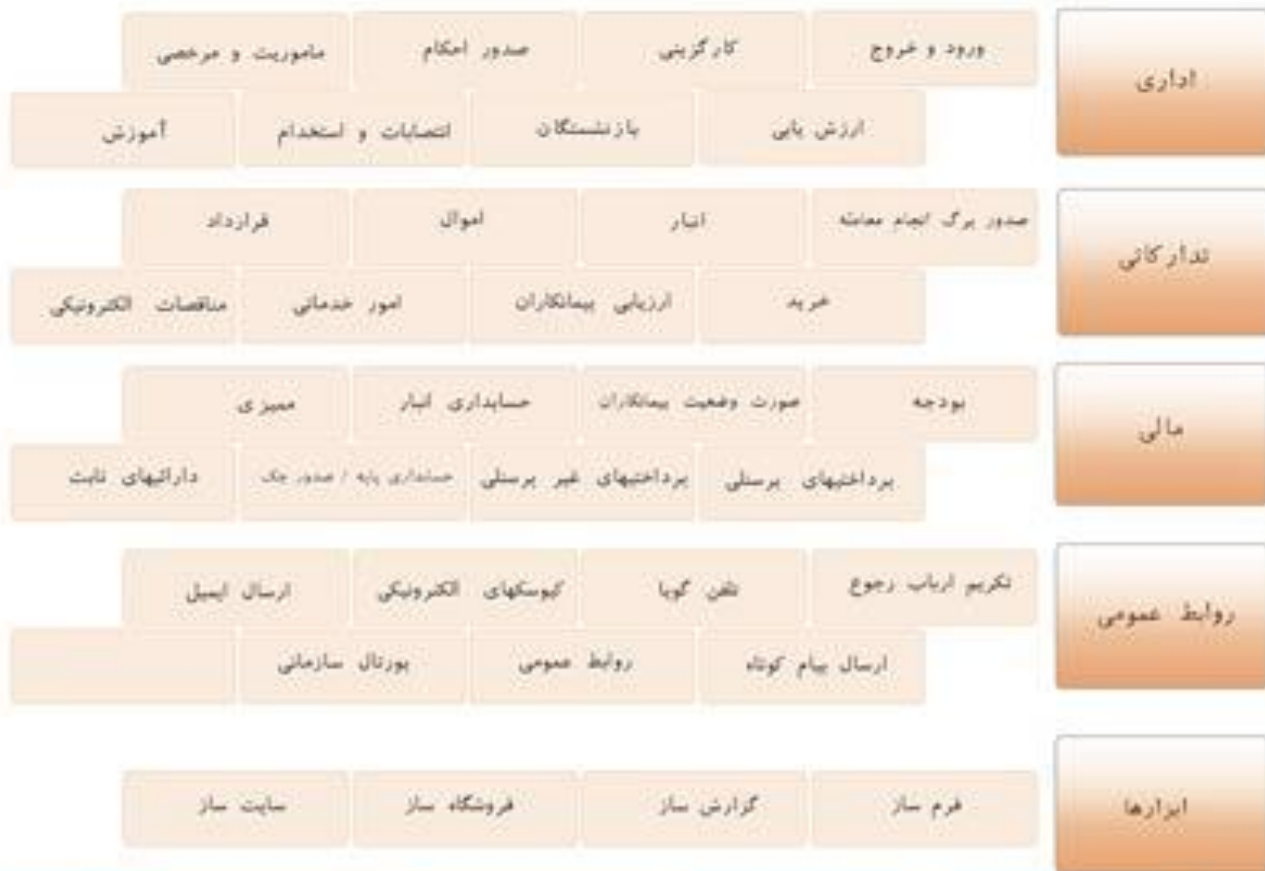 اداری
ورود و خروج
کارگزینی
صدور احکام
ماموریت و مرخصی
ارزش یابی
بازنشستگان
انتصابات و استخدام
آموزش
تدارکاتی
صدور برگ انجام معامله
انبار
اموال
قرارداد
خرید
ارزیابی پیمانکاران
امور خدماتی
مناقصات الکترونیکی
مالی
بودجه
صورت وضعیت پیمانکاران
حسابداری انبار
ممیزی
پرداختیهای پرسنلی
پرداختیهای غیر پرسنلی
حسابداری پایه / صدور چک
دارائیهای ثابت
روابط عمومی
تکریم ارباب رجوع
تلفن گویا
کیوسکهای الکترونیکی
ارسال ایمیل
ارسال پیام کوتاه
روابط عمومی
پورتال سازمانی
ابزارها
فرم ساز
گزارش ساز
فروشگاه ساز
سایت ساز